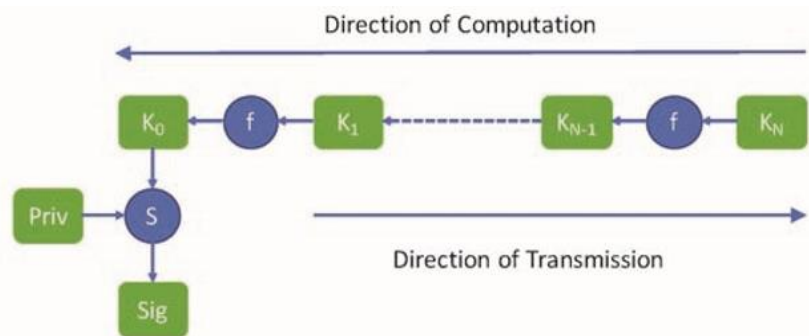 Direction of Computation
K₀ f K₁ Kₙ₋₁ f Kₙ
Priv S
Direction of Transmission
Sig